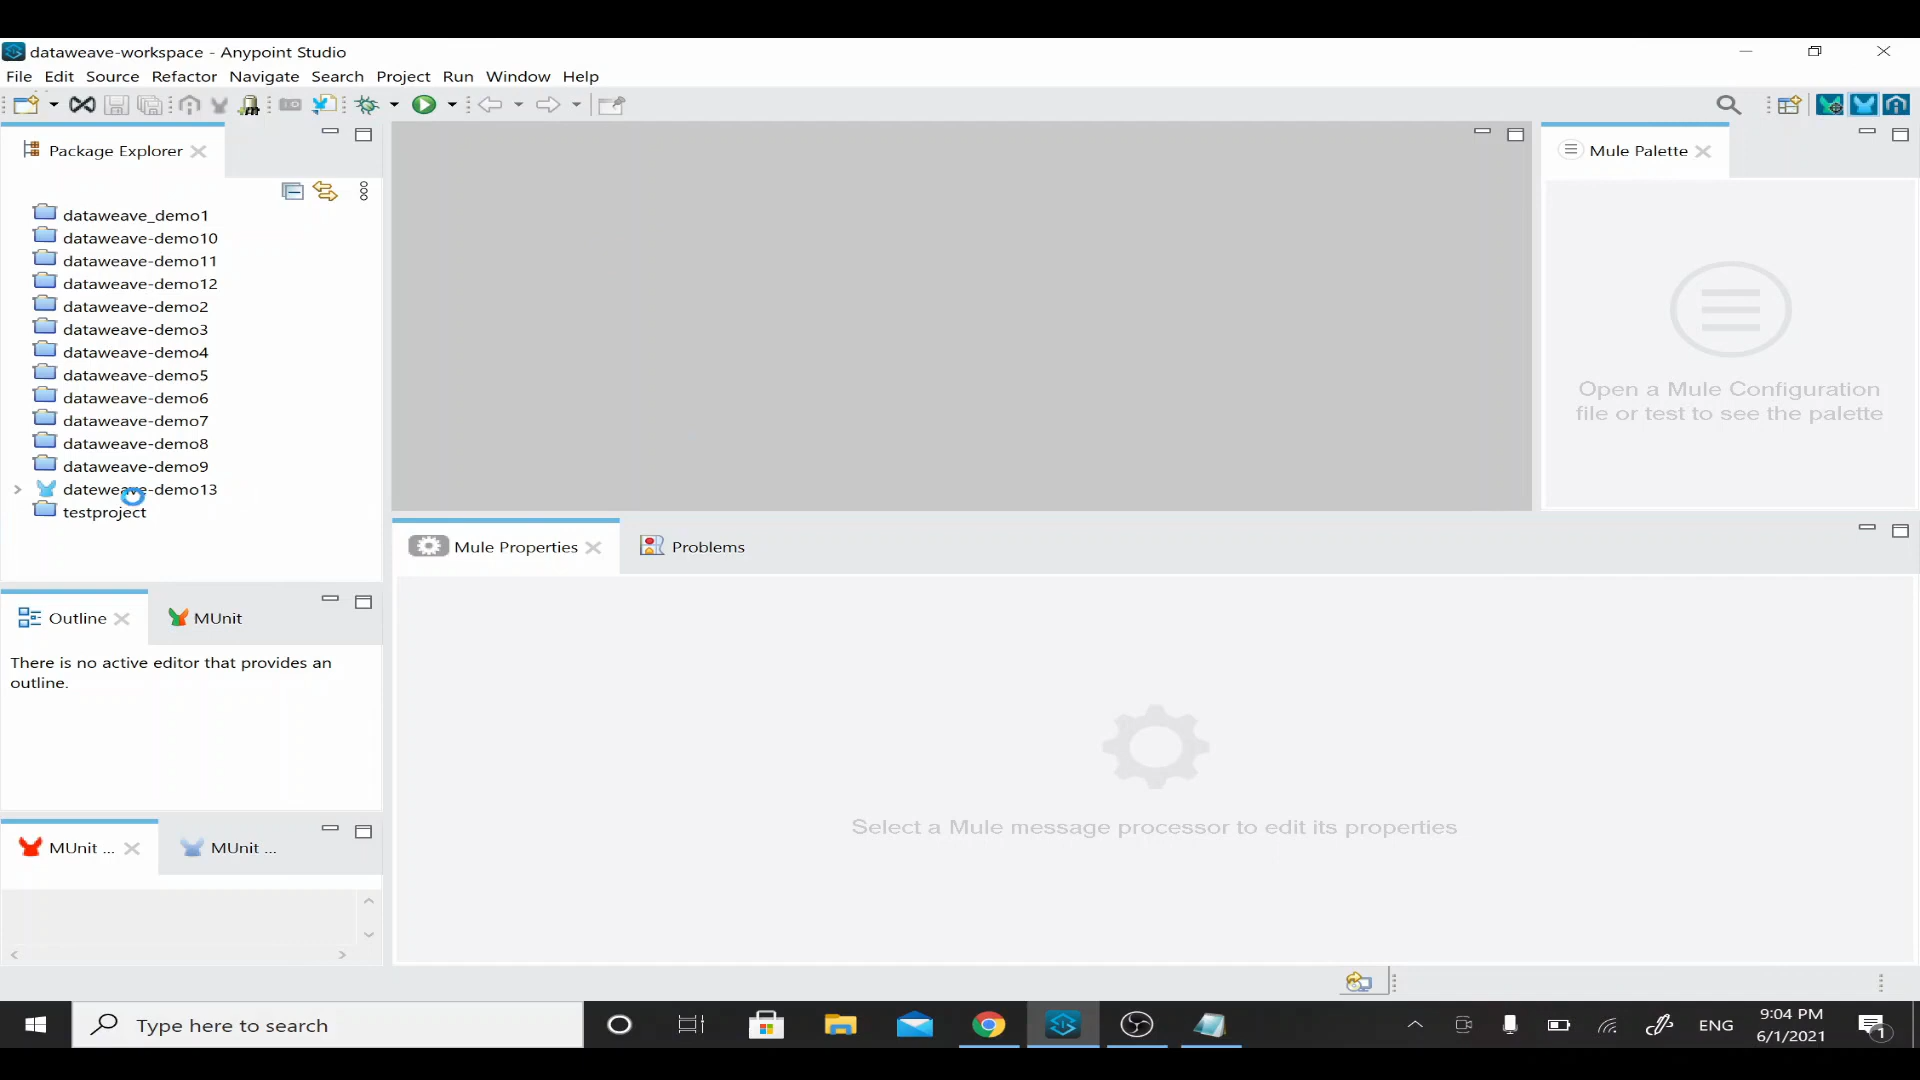 dataweave-workspace - Anypoint Studio
File Edit Source Refactor Navigate Search Project Run Window Help
Package Explorer
dataweave_demo1
dataweave-demo10
dataweave-demo11
dataweave-demo12
dataweave-demo2
dataweave-demo3
dataweave-demo4
dataweave-demo5
dataweave-demo6
dataweave-demo7
dataweave-demo8
dataweave-demo9
dateweave-demo13
testproject
Mule Palette
Open a Mule Configuration
file or test to see the palette
Mule Properties
Problems
Select a Mule message processor to edit its properties
Outline
MUnit
There is no active editor that provides an
outline.
MUnit ...
MUnit ...
Type here to search
ENG
9:04 PM
6/1/2021
1